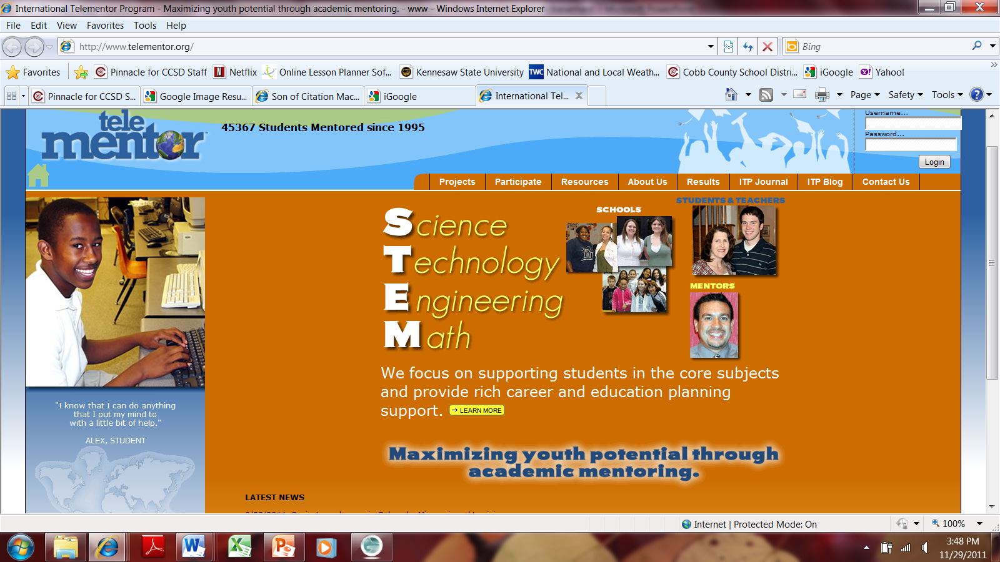 International Telementor Program - Maximizing youth potential through academic mentoring. - www - Windows Internet Explorer
File Edit View Favorites Tools Help
http://www.telementor.org/
Bing
Favorites Pinnacle for CCSD Staff Netflix Online Lesson Planner Sof... Kennesaw State University National and Local Weath... Cobb County School Distri... iGoogle Yahoo!
Pinnacle for CCSD S... Google Image Resu... Son of Citation Mac... iGoogle International Tel... Page Safety Tools
tele
mentor
45367 Students Mentored since 1995
Username...
Password...
Login
Projects Participate Resources About Us Results ITP Journal ITP Blog Contact Us
Science
Technology
Engineering
Math
SCHOOLS
STUDENTS & TEACHERS
MENTORS
We focus on supporting students in the core subjects
and provide rich career and education planning
support. → LEARN MORE
"I know that I can do anything
that I put my mind to
with a little bit of help."
ALEX, STUDENT
Maximizing youth potential through
academic mentoring.
LATEST NEWS
Internet | Protected Mode: On
100%
3:48 PM
11/29/2011